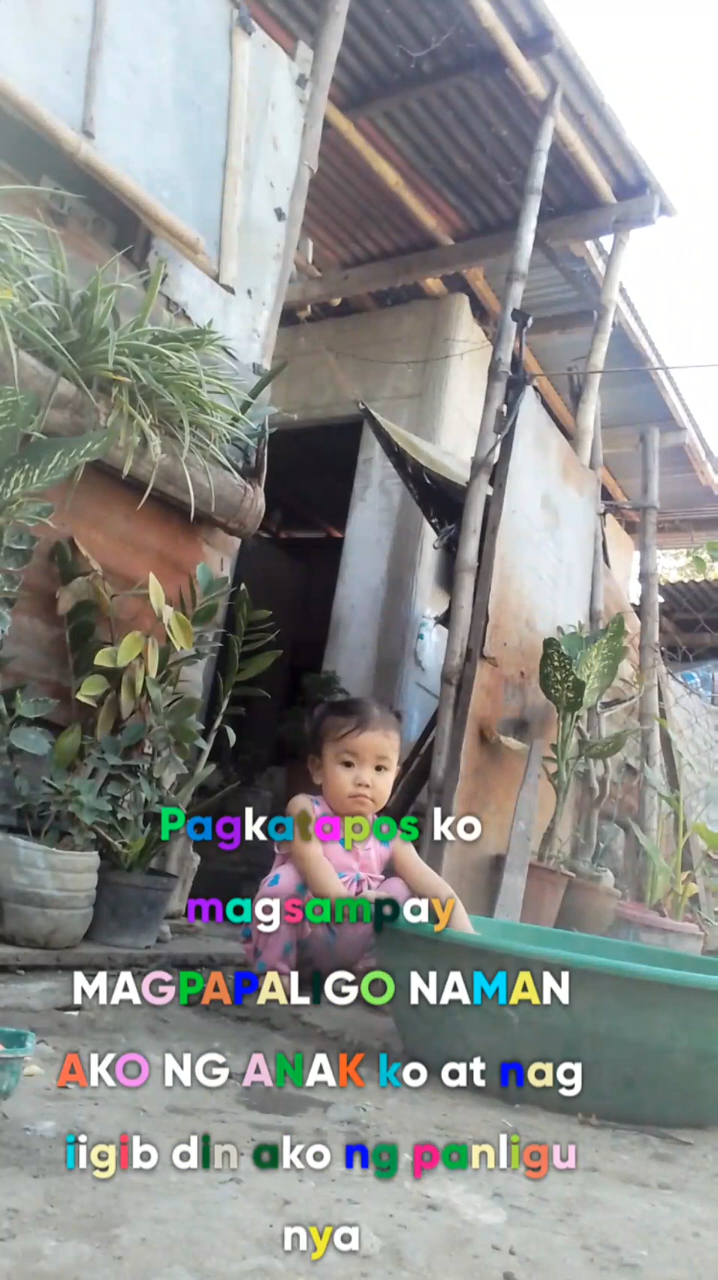 Pagkatapos ko
magsampay
MAGPAPALIGO NAMAN
AKO NG ANAK ko at nag
iigib din ako ng panligu
nya